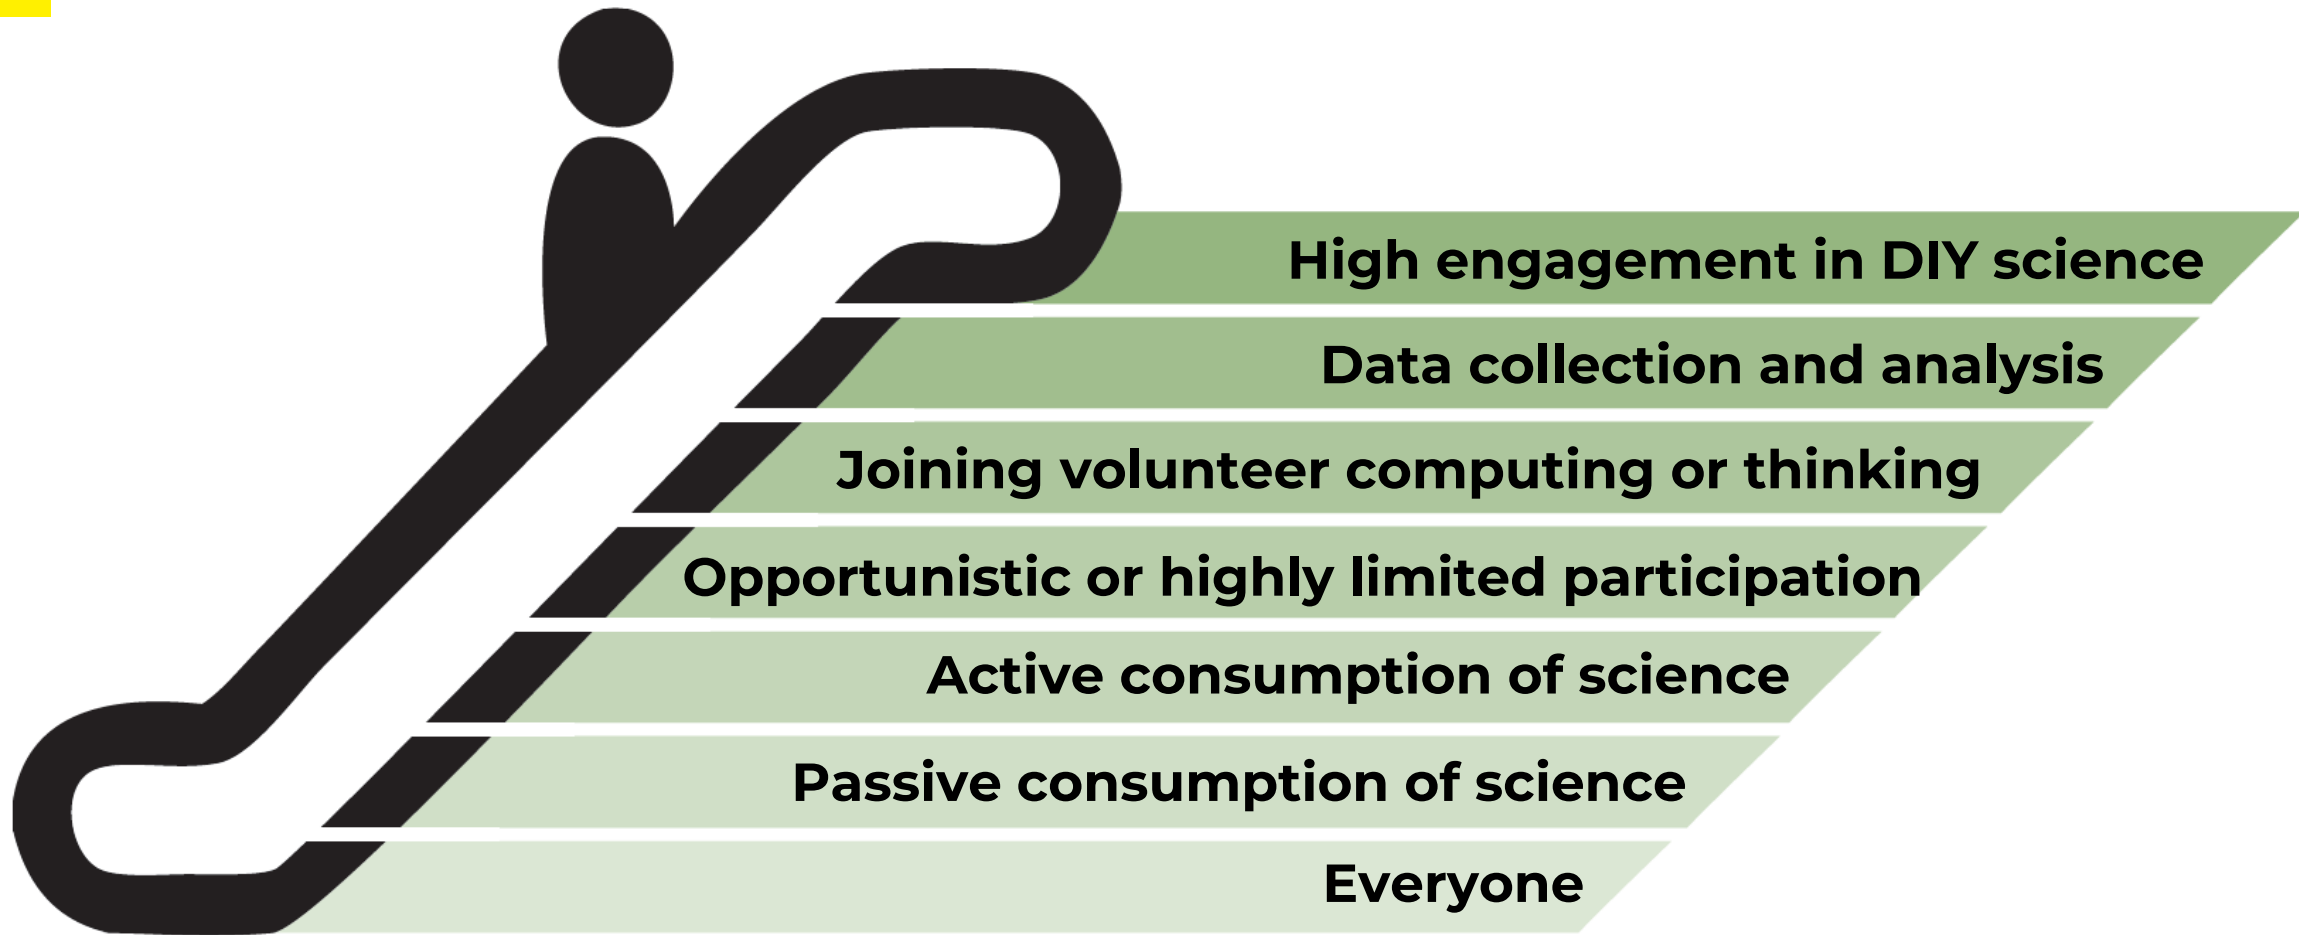 High engagement in DIY science
Data collection and analysis
Joining volunteer computing or thinking
Opportunistic or highly limited participation
Active consumption of science
Passive consumption of science
Everyone